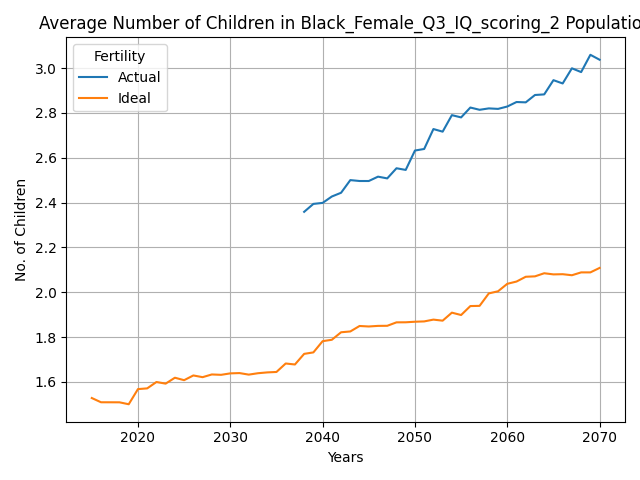 Average Number of Children in Black_Female_Q3_IQ_scoring_2 Populatio
Fertility
Actual
Ideal
No. of Children
3.0
2.8
2.6
2.4
2.2
2.0
1.8
1.6
2020 2030 2040 2050 2060 2070
Years